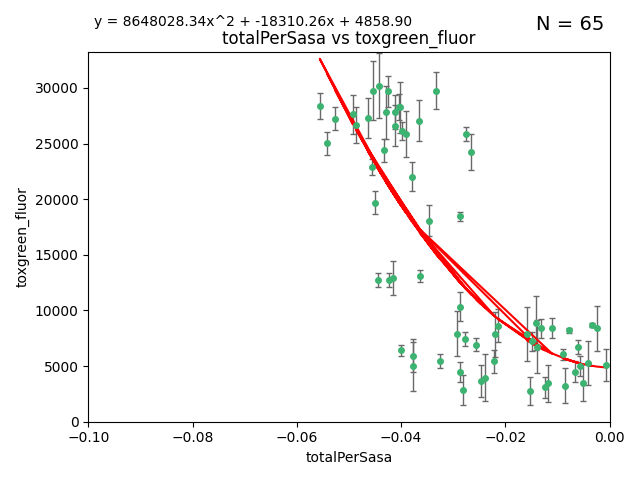 y = 8648028.34x^2 + -18310.26x + 4858.90
N = 65
totalPerSasa vs toxgreen_fluor
30000
25000
20000
15000
10000
5000
0
toxgreen_fluor
−0.10
−0.08
−0.06
−0.04
−0.02
0.00
totalPerSasa